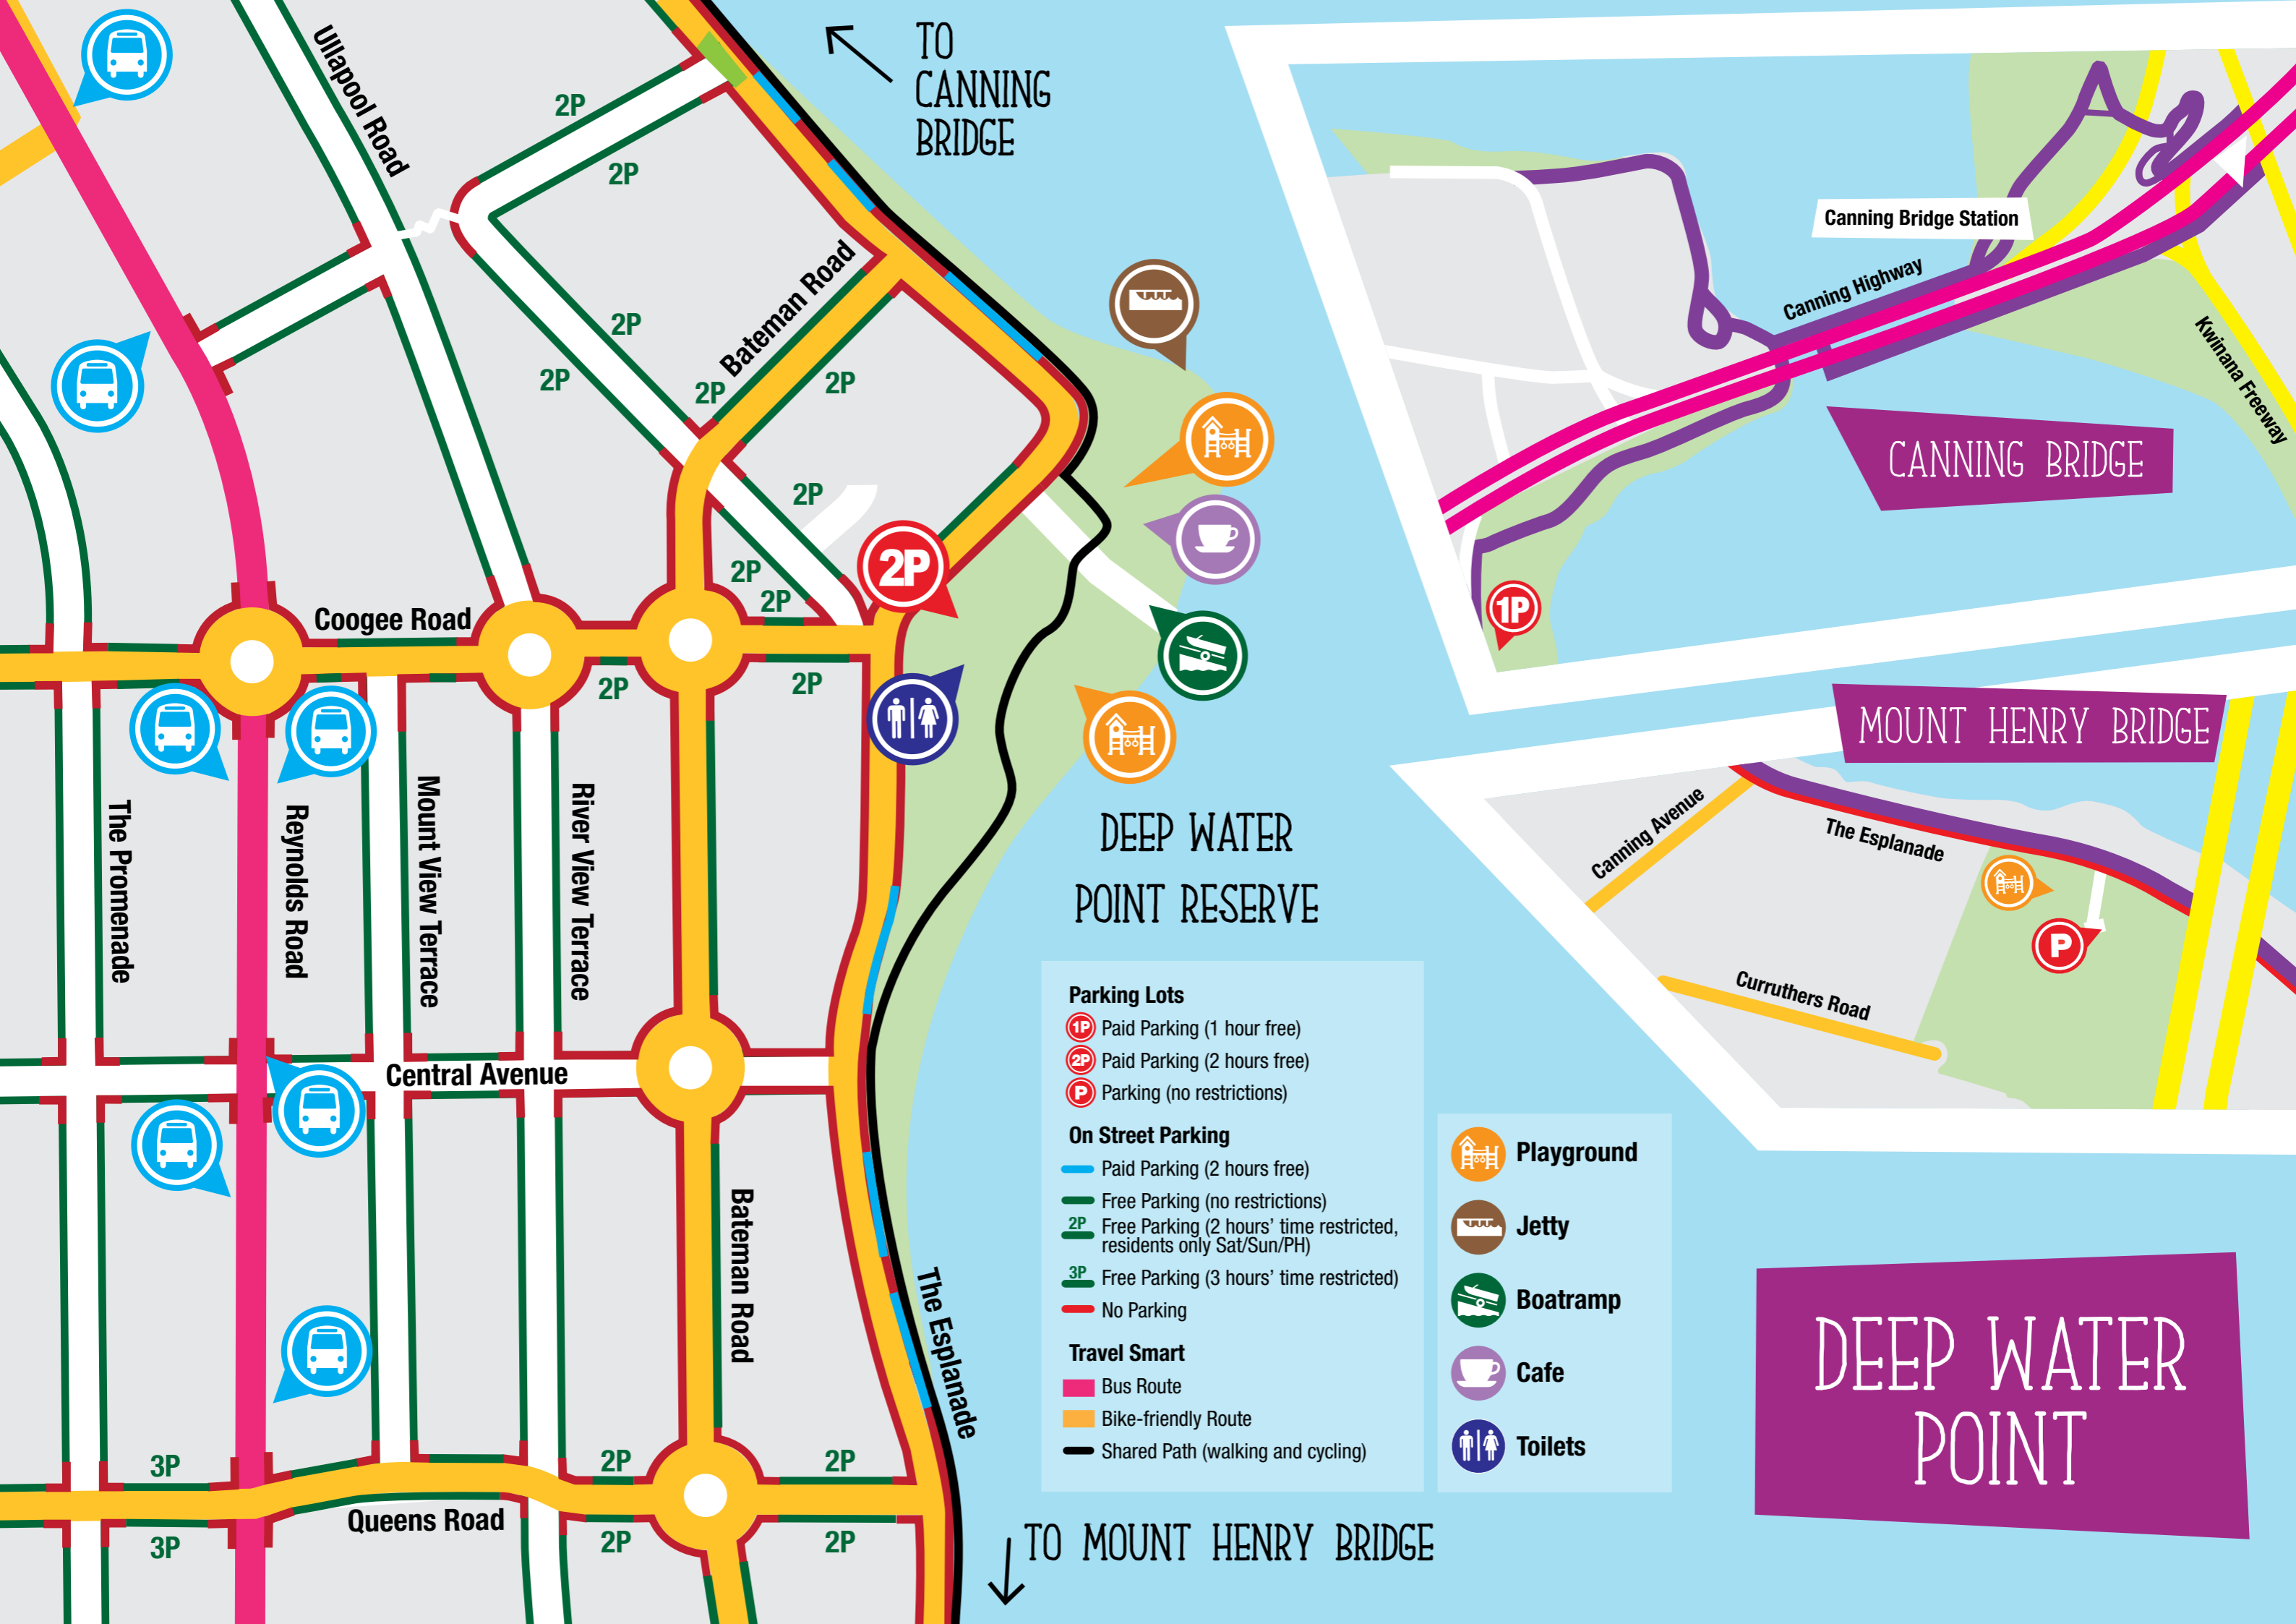 TO
CANNING
BRIDGE
Ullapool Road
2P
2P
2P
2P
Bateman Road
2P
2P
2P
2P
2P
2P
Coogee Road
2P
2P
The Promenade
Reynolds Road
Mount View Terrace
River View Terrace
Central Avenue
Bateman Road
The Esplanade
3P
3P
Queens Road
2P
2P
2P
2P
TO MOUNT HENRY BRIDGE
DEEP WATER
POINT RESERVE
Parking Lots
1P Paid Parking (1 hour free)
2P Paid Parking (2 hours free)
P Parking (no restrictions)
On Street Parking
Paid Parking (2 hours free)
Free Parking (no restrictions)
2P Free Parking (2 hours' time restricted,
residents only Sat/Sun/PH)
3P Free Parking (3 hours' time restricted)
No Parking
Travel Smart
Bus Route
Bike-friendly Route
Shared Path (walking and cycling)
Playground
Jetty
Boatramp
Cafe
Toilets
Canning Bridge Station
Canning Highway
Kwinana Freeway
CANNING BRIDGE
1P
MOUNT HENRY BRIDGE
Canning Avenue
The Esplanade
P
Curruthers Road
DEEP WATER
POINT